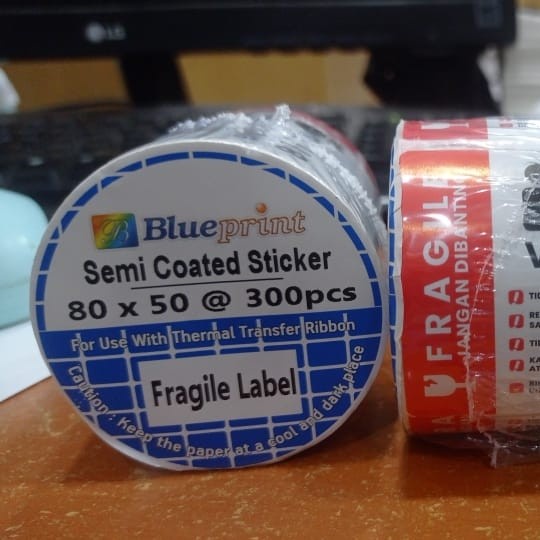 LG
B Blueprint
Semi Coated Sticker
80 x 50 @ 300pcs
For Use With Thermal Transfer Ribbon
Fragile Label
Caution : Keep the paper at a cool and dark place
FRAGILE
JANGAN DIBANTING